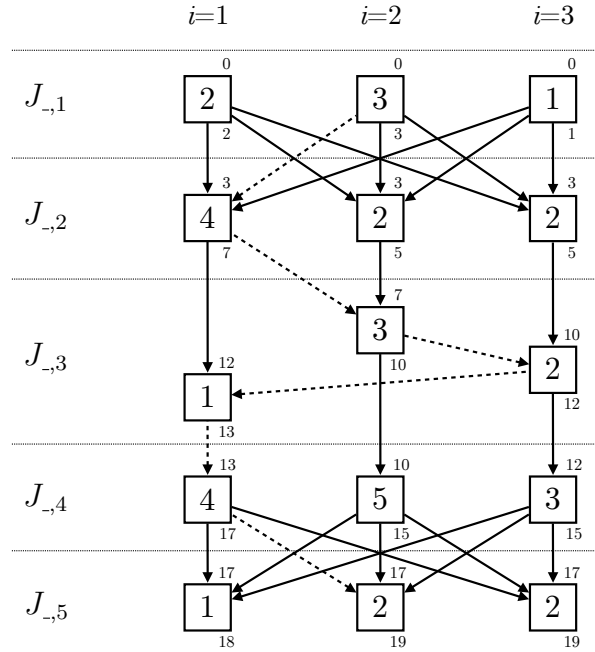 i=1 i=2 i=3
0 0 0
J_,1 2 3 1
2 3 1
3 3 3
J_,2 4 2 2
7 5 5
7
3 10
J_,3 10 2
12 12
1
13
13 10 12
J_,4 4 5 3
17 15 15
17 17 17
J_,5 1 2 2
18 19 19